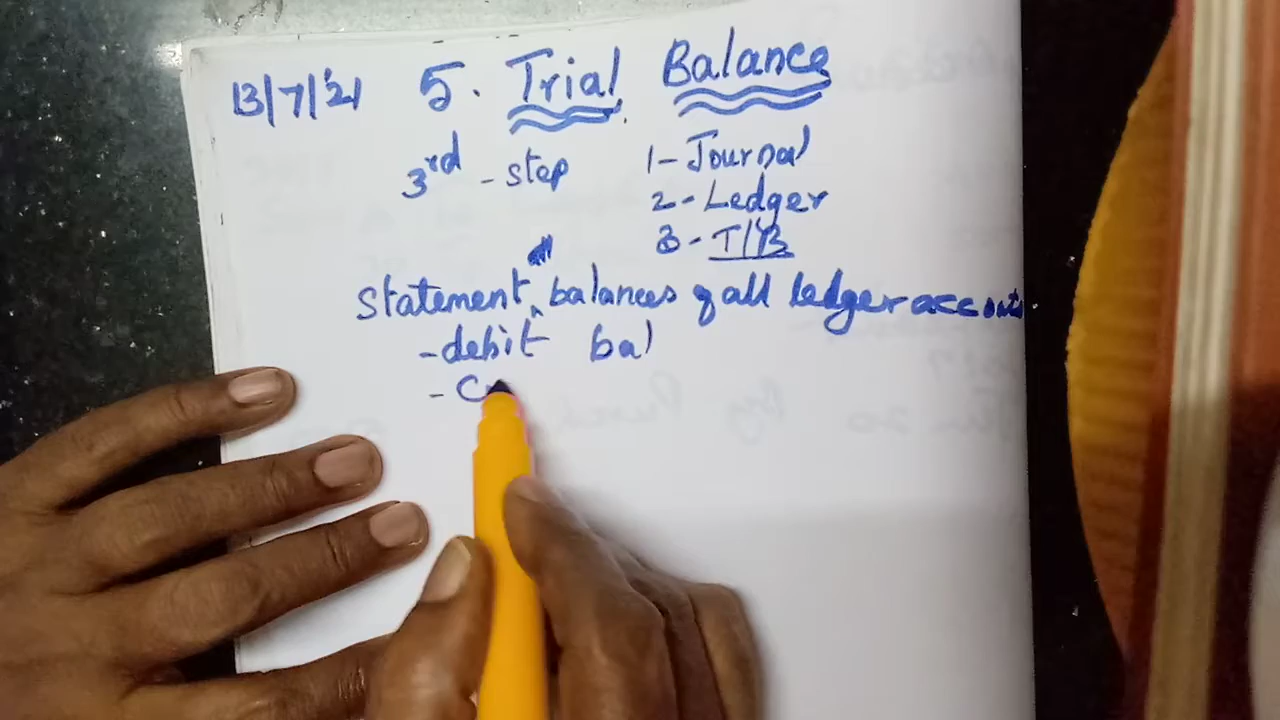 13/7/'21 5. Trial Balance
3rd - step 1- Journal
2- Ledger
3- T/B
Statement balances of all ledger accounts
- debit bal
- Cr